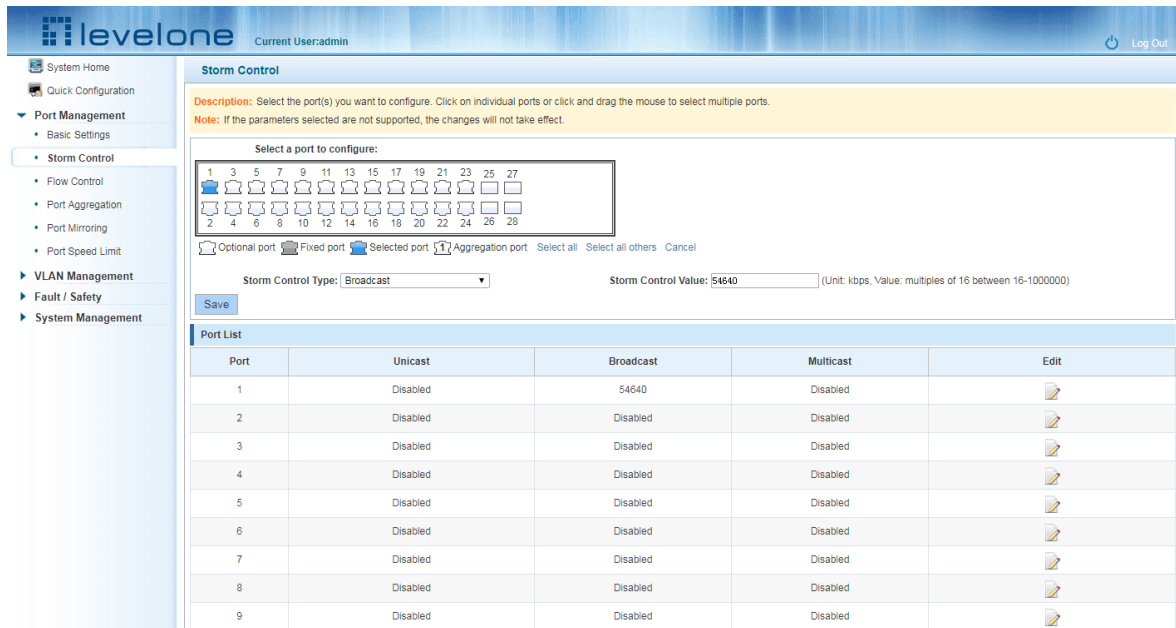 levelone Current User:admin Log Out
System Home
Quick Configuration
Port Management
Basic Settings
Storm Control
Flow Control
Port Aggregation
Port Mirroring
Port Speed Limit
VLAN Management
Fault / Safety
System Management
Storm Control
Description: Select the port(s) you want to configure. Click on individual ports or click and drag the mouse to select multiple ports.
Note: If the parameters selected are not supported, the changes will not take effect.
Select a port to configure:
1 3 5 7 9 11 13 15 17 19 21 23 25 27
2 4 6 8 10 12 14 16 18 20 22 24 26 28
Optional port Fixed port Selected port 1 Aggregation port Select all Select all others Cancel
Storm Control Type: Broadcast Storm Control Value: 54640 (Unit: kbps, Value: multiples of 16 between 16-1000000)
Save
Port List
Port Unicast Broadcast Multicast Edit
1 Disabled 54640 Disabled
2 Disabled Disabled Disabled
3 Disabled Disabled Disabled
4 Disabled Disabled Disabled
5 Disabled Disabled Disabled
6 Disabled Disabled Disabled
7 Disabled Disabled Disabled
8 Disabled Disabled Disabled
9 Disabled Disabled Disabled